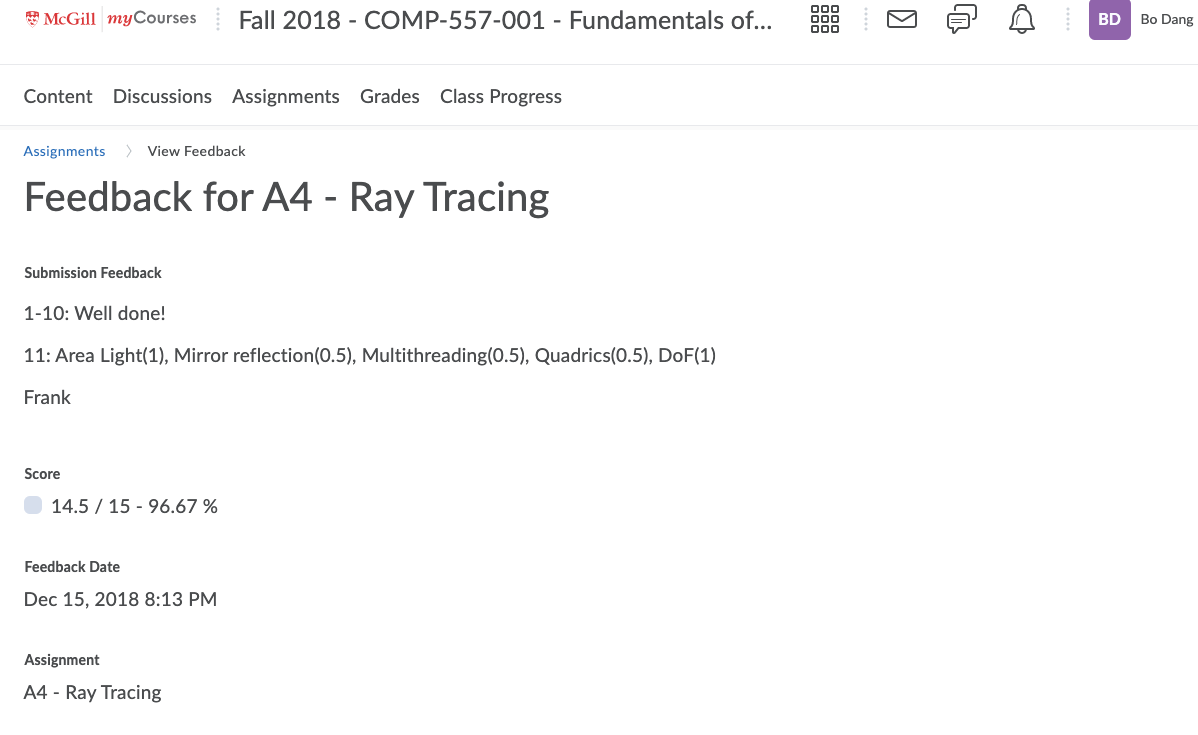 McGill myCourses Fall 2018 - COMP-557-001 - Fundamentals of... BD Bo Dang
Content Discussions Assignments Grades Class Progress
Assignments View Feedback
Feedback for A4 - Ray Tracing
Submission Feedback
1-10: Well done!
11: Area Light(1), Mirror reflection(0.5), Multithreading(0.5), Quadrics(0.5), DoF(1)
Frank
Score
14.5 / 15 - 96.67 %
Feedback Date
Dec 15, 2018 8:13 PM
Assignment
A4 - Ray Tracing